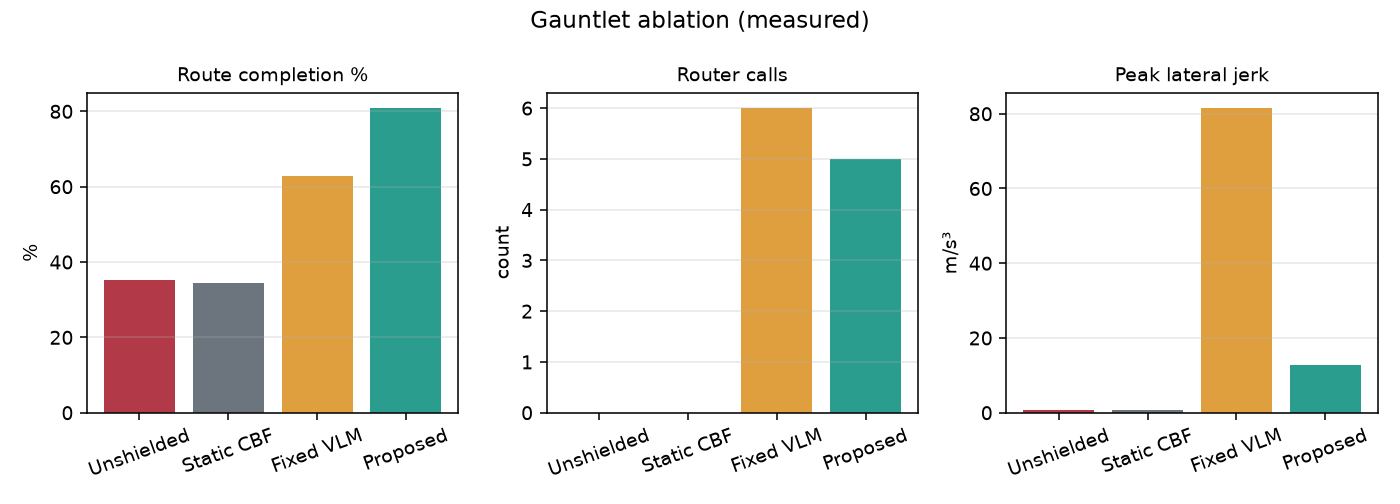 Gauntlet ablation (measured)
Route completion %
%
80
60
40
20
0
Unshielded
Static CBF
Fixed VLM
Proposed
Router calls
count
6
5
4
3
2
1
0
Unshielded
Static CBF
Fixed VLM
Proposed
Peak lateral jerk
m/s³
80
60
40
20
0
Unshielded
Static CBF
Fixed VLM
Proposed